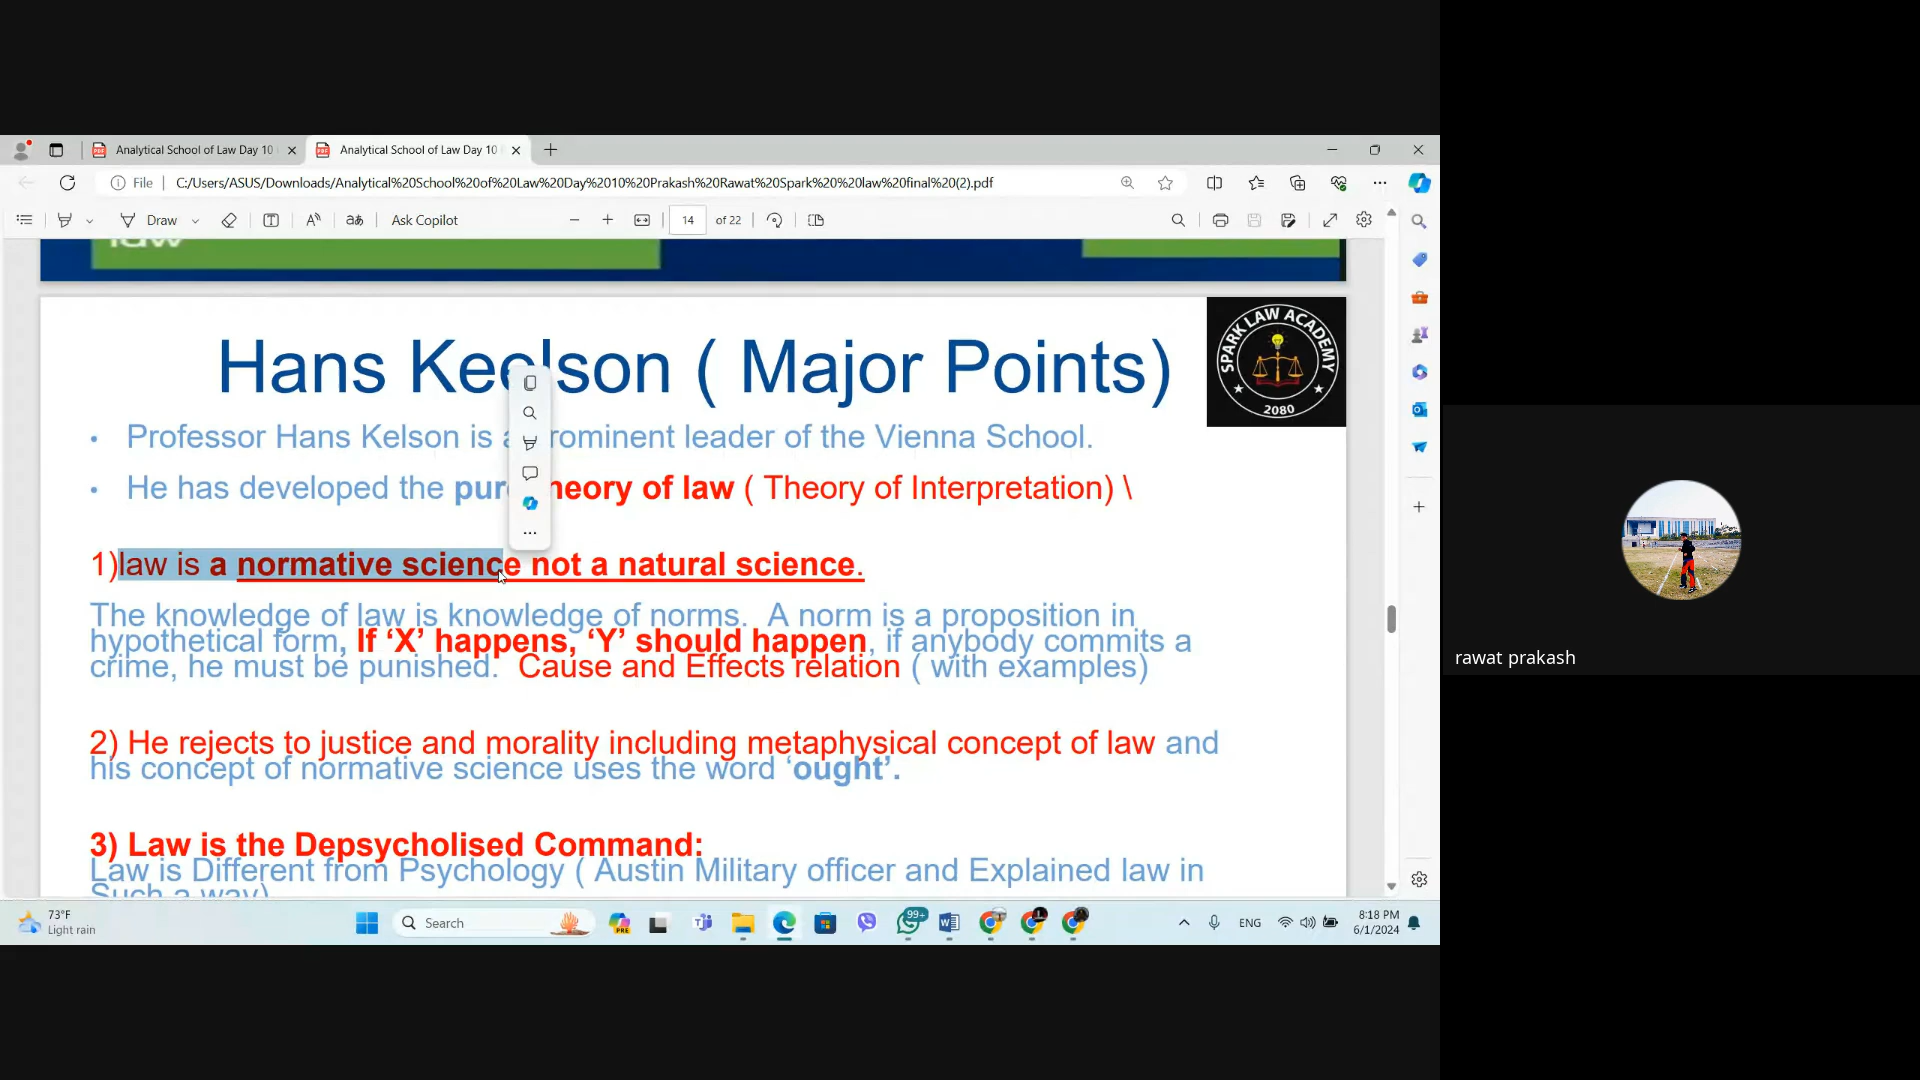 Analytical School of Law Day 10
Analytical School of Law Day 10
File
C:/Users/ASUS/Downloads/Analytical%20School%20of%20Law%20Day%2010%20Prakash%20Rawat%20Spark%20%20law%20final%20(2).pdf
Draw
aあ
Ask Copilot
14
of 22
law
Hans Keelson ( Major Points)
SPARK LAW ACADEMY
2080
• Professor Hans Kelson is a prominent leader of the Vienna School.
• He has developed the pure theory of law ( Theory of Interpretation) \
1)law is a normative science not a natural science.
The knowledge of law is knowledge of norms. A norm is a proposition in
hypothetical form, If ‘X’ happens, ‘Y’ should happen, if anybody commits a
crime, he must be punished. Cause and Effects relation ( with examples)
2) He rejects to justice and morality including metaphysical concept of law and
his concept of normative science uses the word ‘ought’.
3) Law is the Depsycholised Command:
Law is Different from Psychology ( Austin Military officer and Explained law in
Such a way)
rawat prakash
73°F
Light rain
Search
PRE
99+
ENG
8:18 PM
6/1/2024